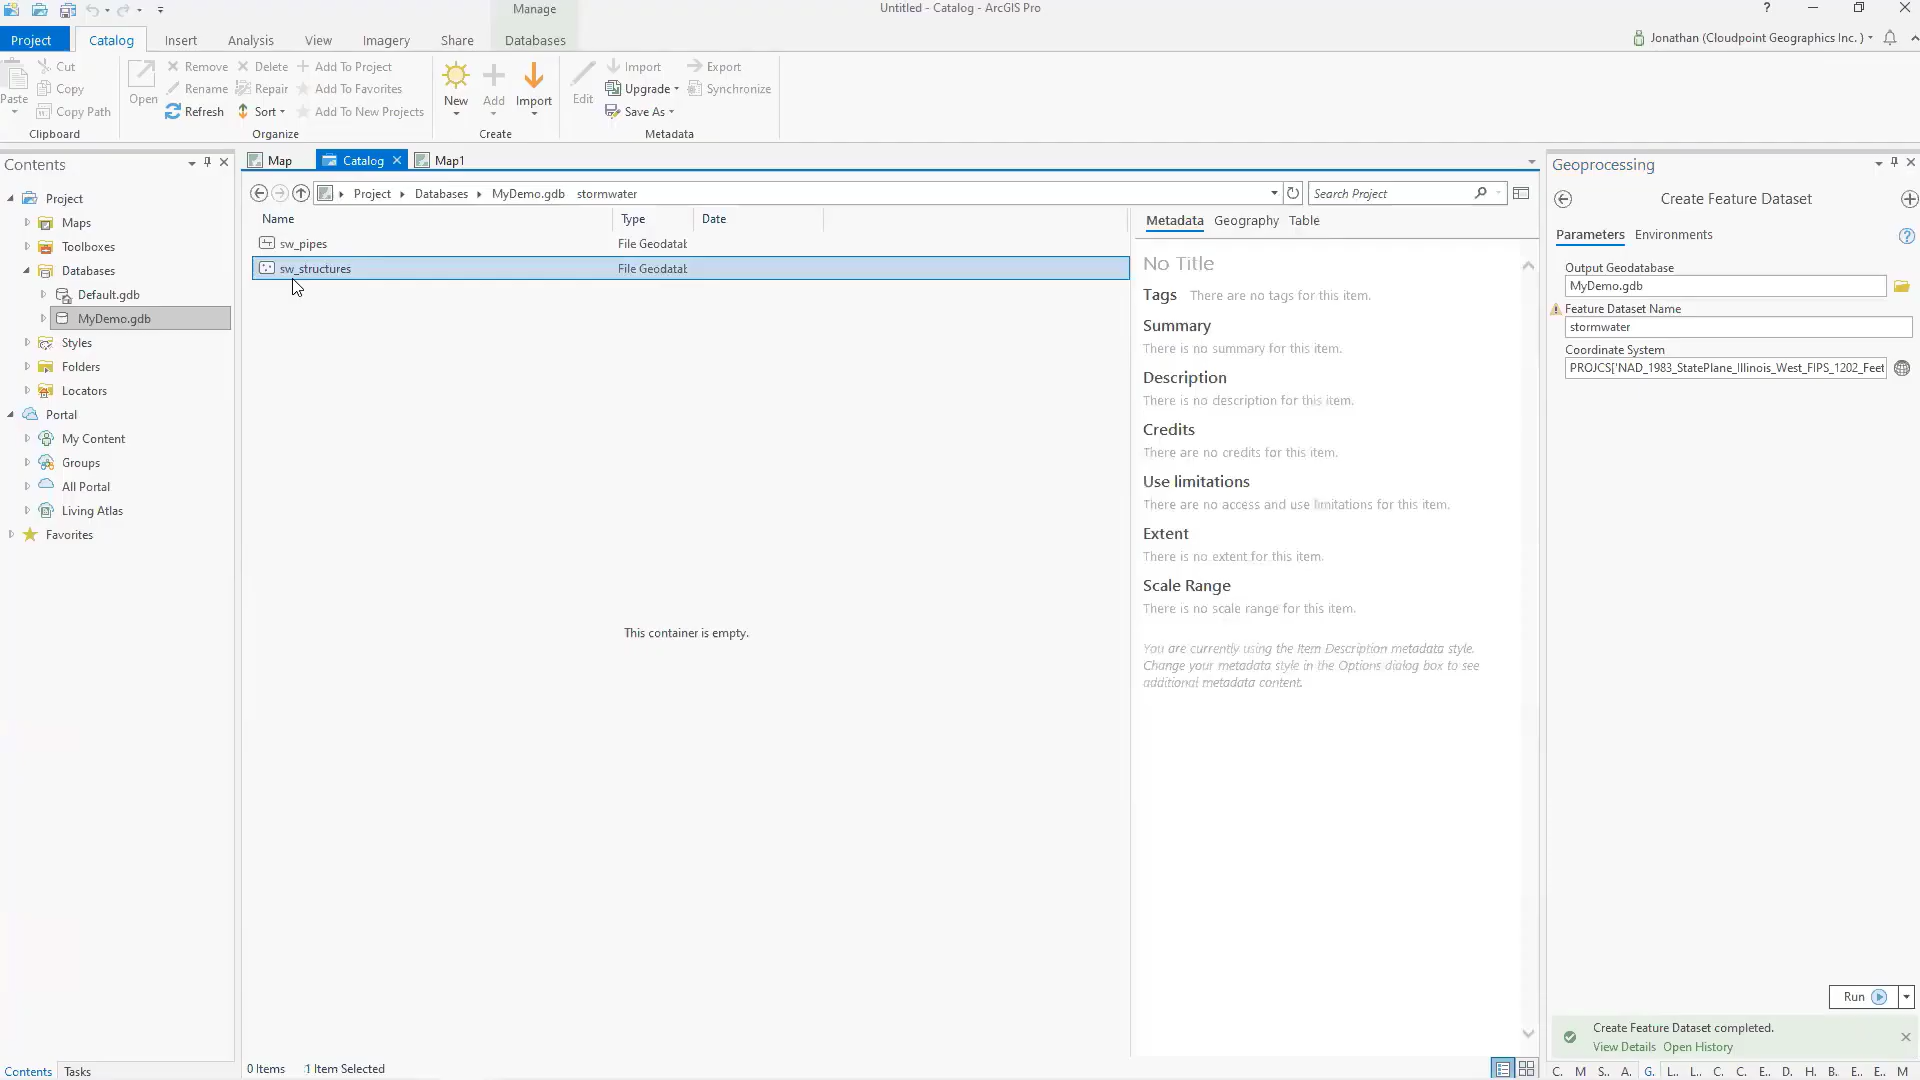 Untitled - Catalog - ArcGIS Pro
Manage
Project
Catalog
Insert
Analysis
View
Imagery
Share
Databases
Jonathan (Cloudpoint Geographics Inc. )
Paste
Cut
Copy
Copy Path
Clipboard
Open
Remove
Rename
Refresh
Delete
Repair
Sort
Add To Project
Add To Favorites
Add To New Projects
Organize
New
Add
Import
Create
Edit
Import
Upgrade
Save As
Export
Synchronize
Metadata
Contents
Project
Maps
Toolboxes
Databases
Default.gdb
MyDemo.gdb
Styles
Folders
Locators
Portal
My Content
Groups
All Portal
Living Atlas
Favorites
Contents
Tasks
Map
Catalog
Map1
Project
Databases
MyDemo.gdb
stormwater
Search Project
Name
Type
Date
sw_pipes
File Geodatab
sw_structures
File Geodatab
This container is empty.
0 Items
1 Item Selected
Metadata
Geography
Table
No Title
Tags There are no tags for this item.
Summary
There is no summary for this item.
Description
There is no description for this item.
Credits
There are no credits for this item.
Use limitations
There are no access and use limitations for this item.
Extent
There is no extent for this item.
Scale Range
There is no scale range for this item.
You are currently using the Item Description metadata style.
Change your metadata style in the Options dialog box to see
additional metadata content.
Geoprocessing
Create Feature Dataset
Parameters
Environments
Output Geodatabase
MyDemo.gdb
Feature Dataset Name
stormwater
Coordinate System
PROJCS['NAD_1983_StatePlane_Illinois_West_FIPS_1202_Feet
Run
Create Feature Dataset completed.
View Details Open History
C. M S.. A. G. L.. L.. C. C. E.. D. H. B. E.. E.. M